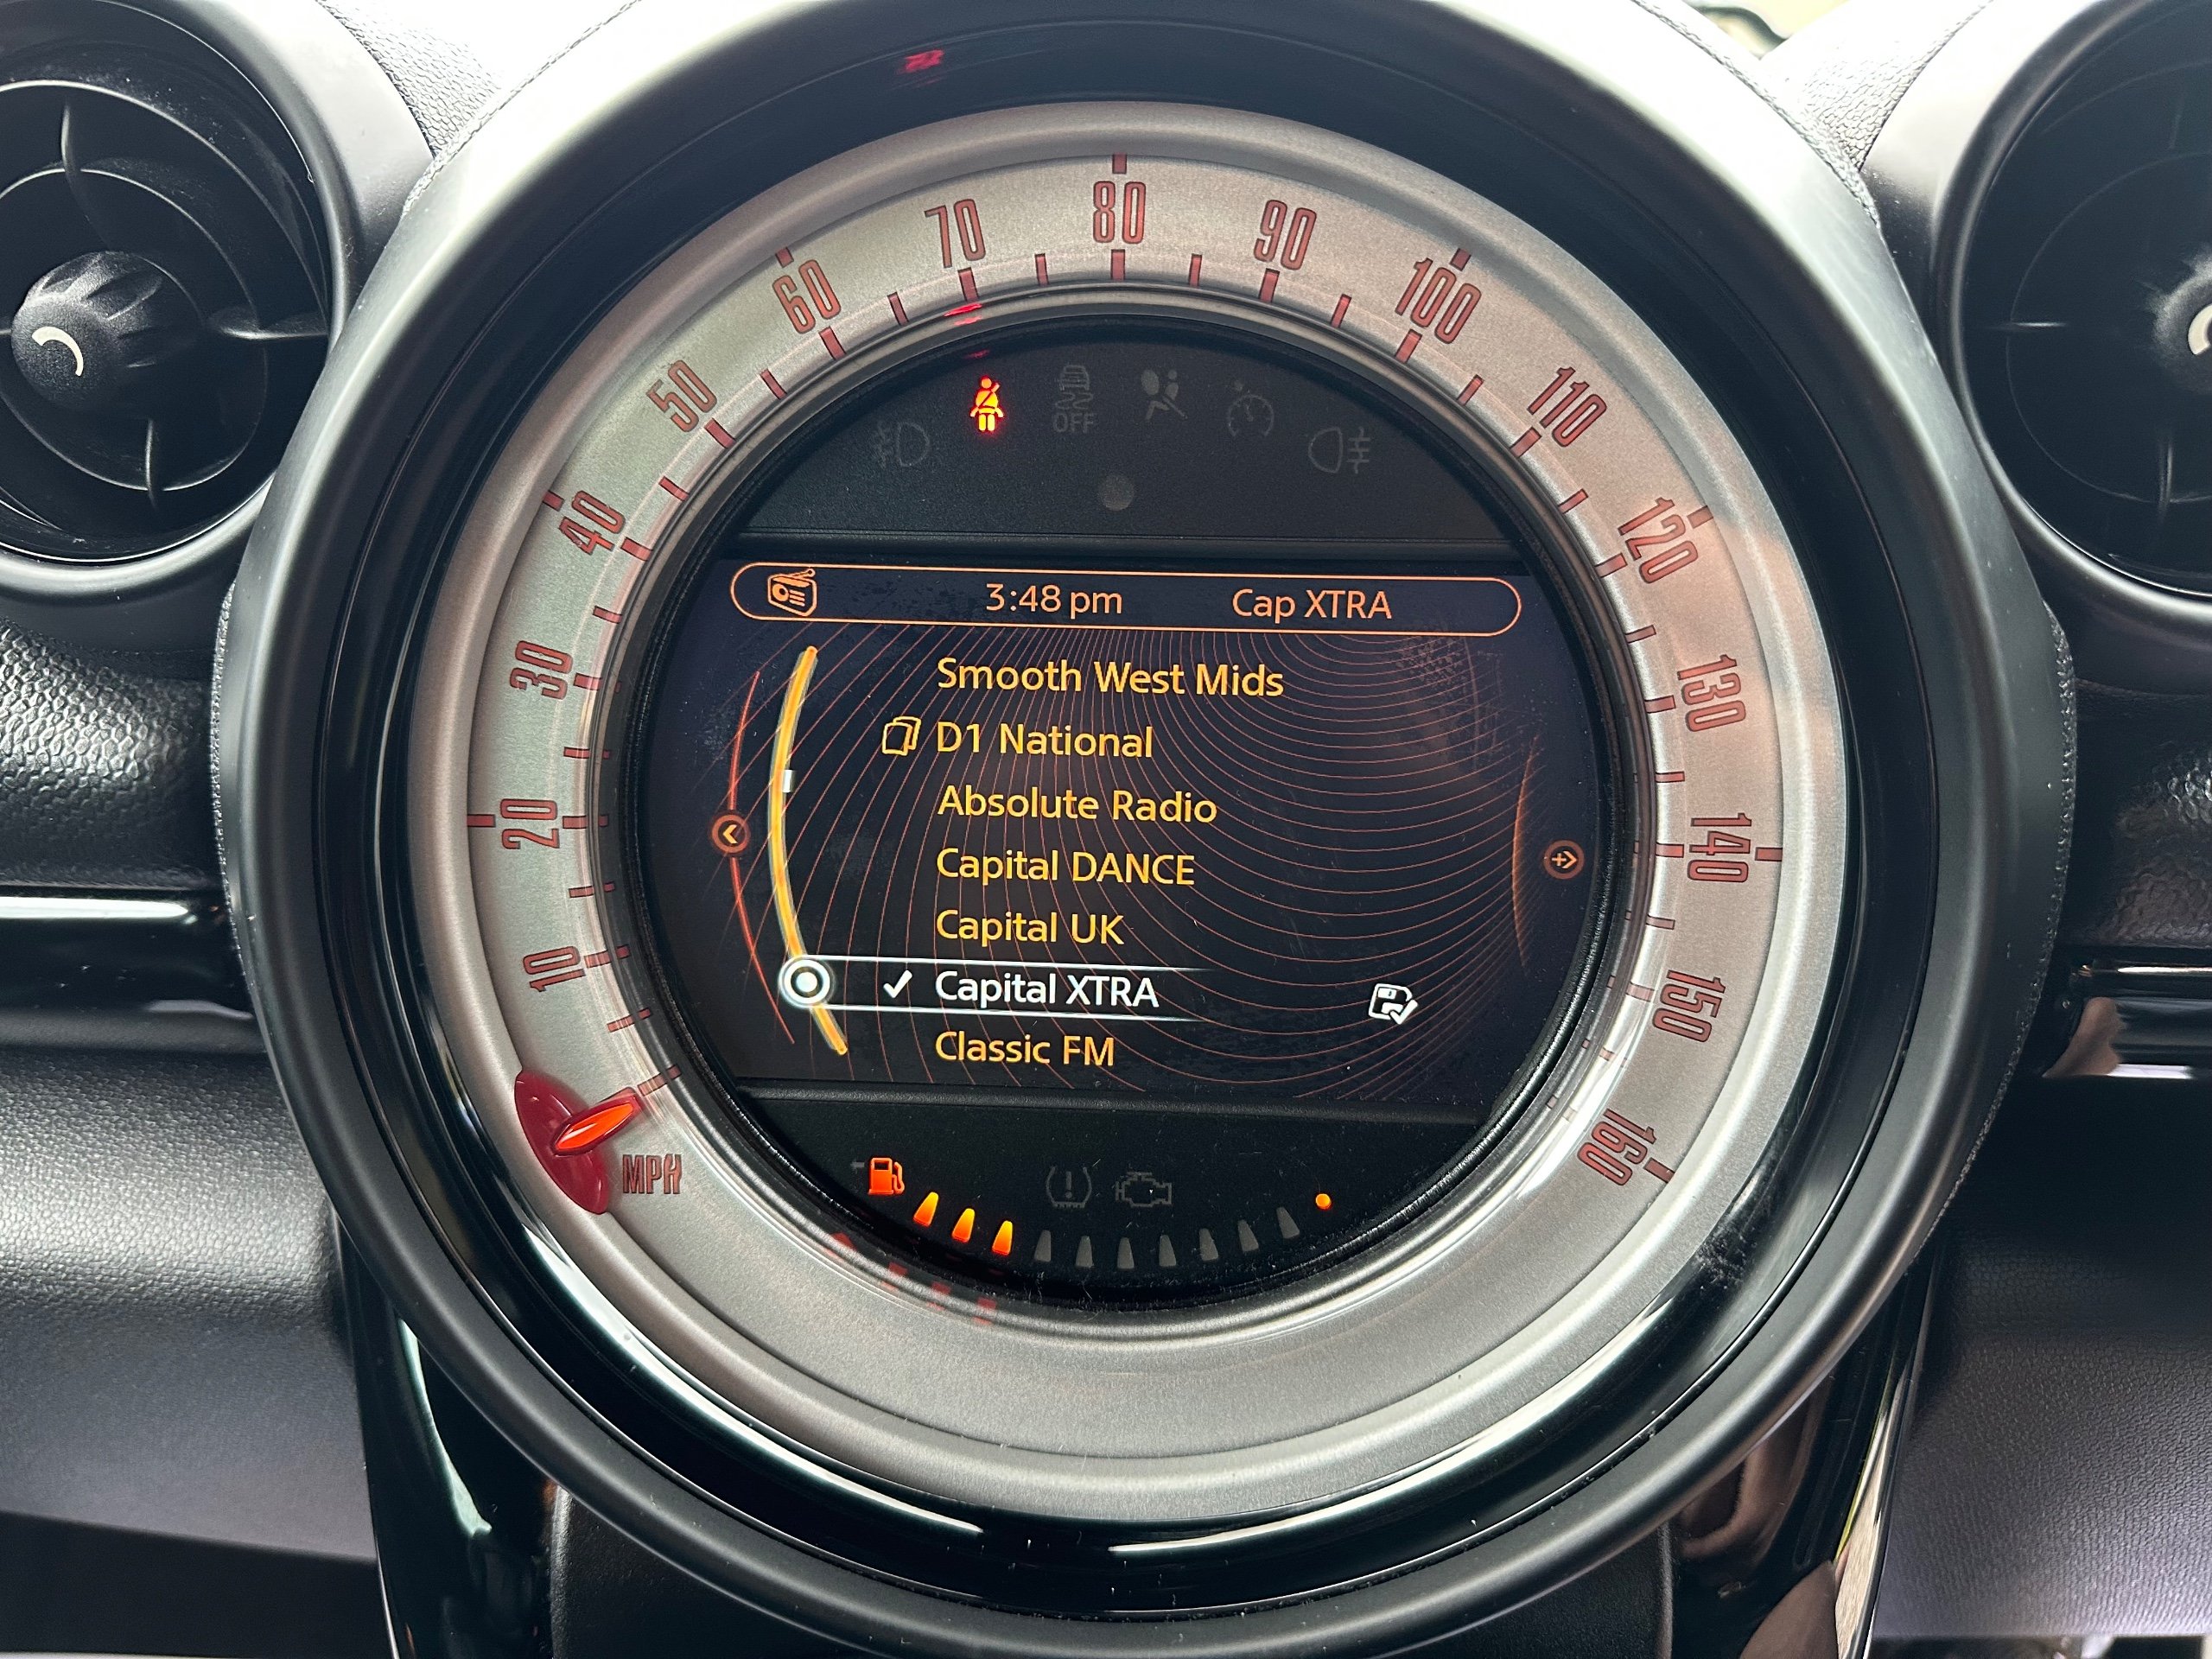 10
20
30
40
50
60
70
80
90
100
110
120
130
140
150
160
MPH
OFF
3:48 pm
Cap XTRA
Smooth West Mids
D1 National
Absolute Radio
Capital DANCE
Capital UK
Capital XTRA
Classic FM